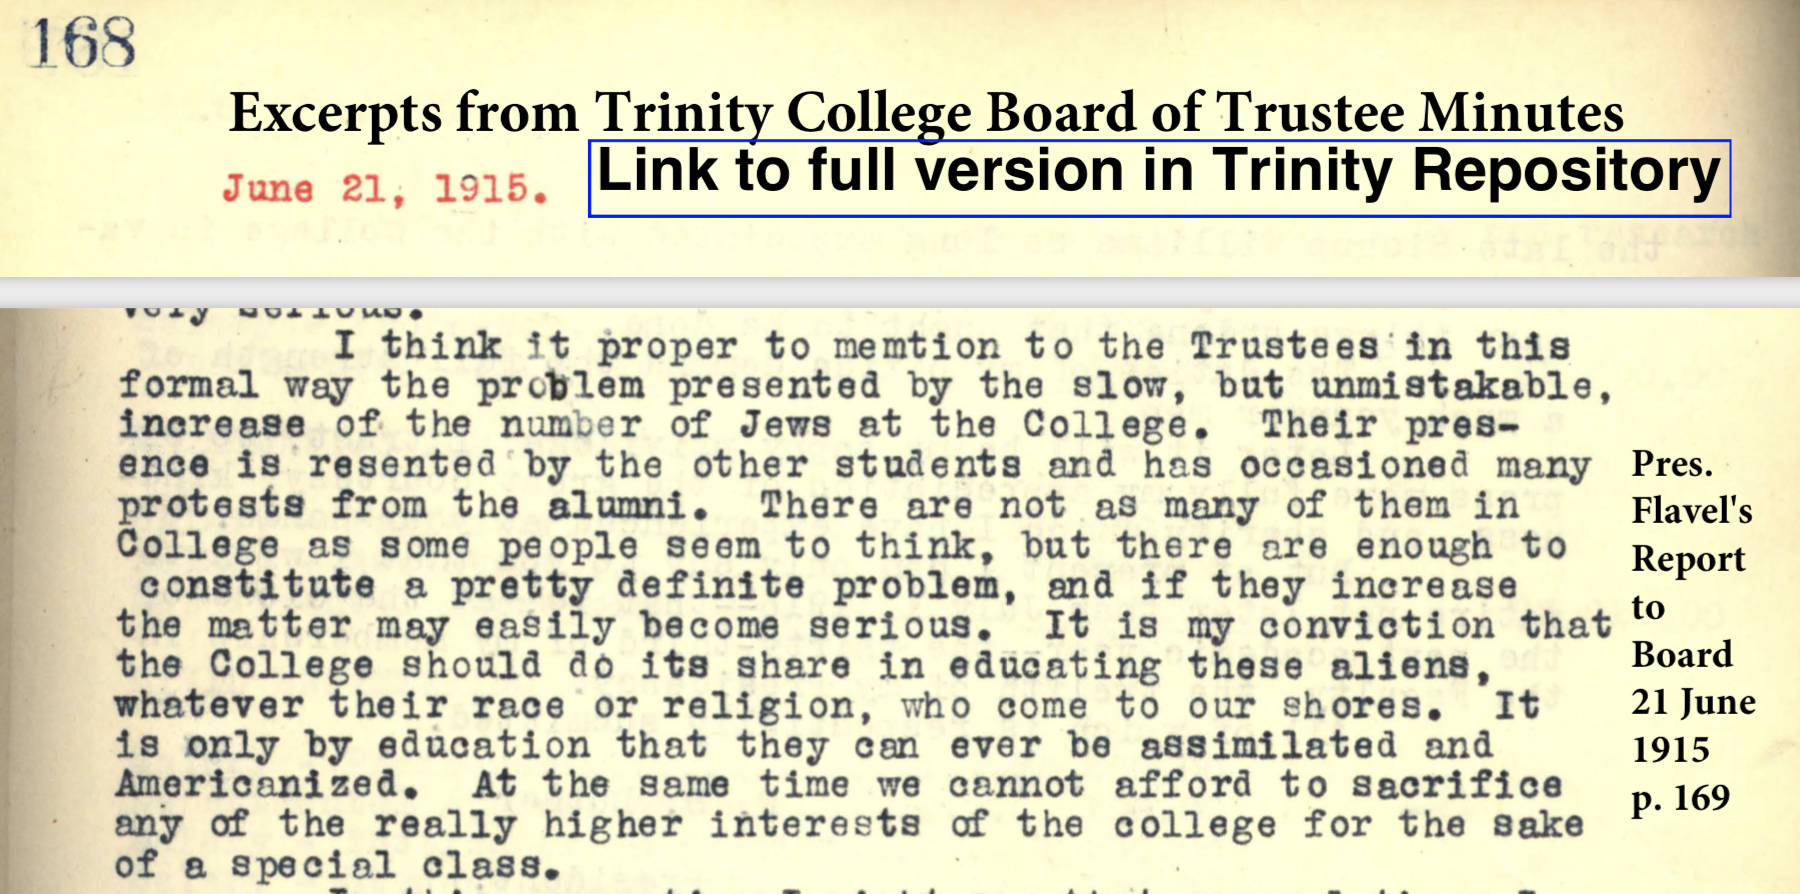 168
Excerpts from Trinity College Board of Trustee Minutes
June 21, 1915.
Link to full version in Trinity Repository
very serious.
I think it proper to memtion to the Trustees in this
formal way the problem presented by the slow, but unmistakable,
increase of the number of Jews at the College. Their pres-
ence is resented by the other students and has occasioned many
protests from the alumni. There are not as many of them in
College as some people seem to think, but there are enough to
constitute a pretty definite problem, and if they increase
the matter may easily become serious. It is my conviction that
the College should do its share in educating these aliens,
whatever their race or religion, who come to our shores. It
is only by education that they can ever be assimilated and
Americanized. At the same time we cannot afford to sacrifice
any of the really higher interests of the college for the sake
of a special class.
Pres.
Flavel's
Report
to
Board
21 June
1915
p. 169